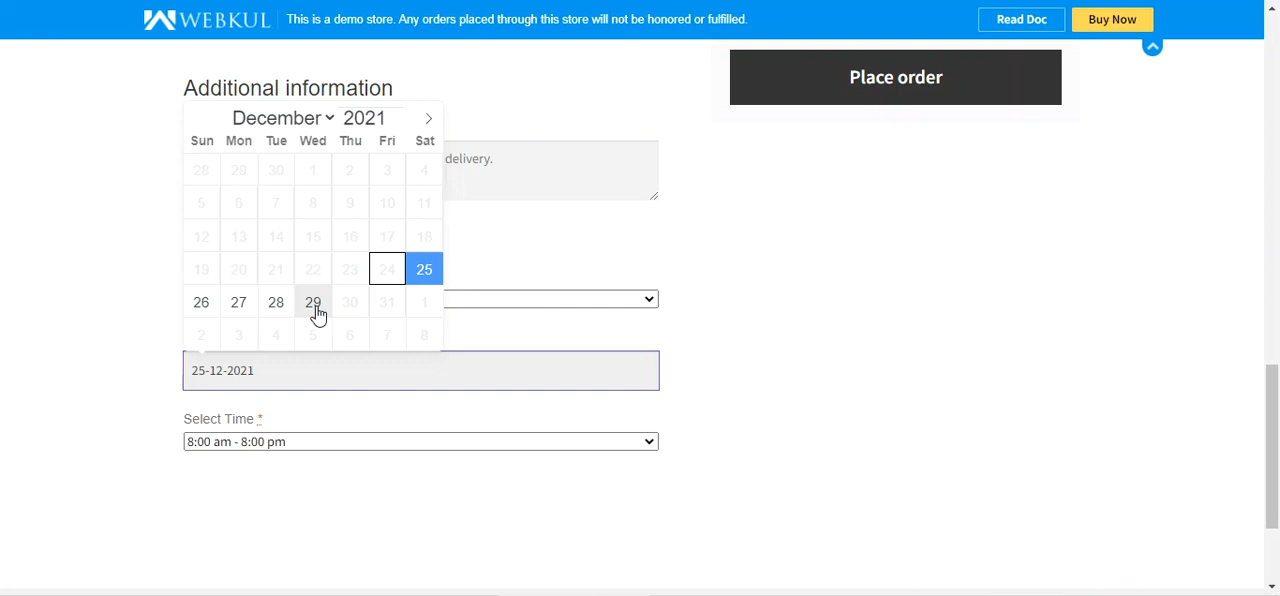 WEBKUL
This is a demo store. Any orders placed through this store will not be honored or fulfilled.
Read Doc
Buy Now
Place order
Additional information
December 2021
Sun Mon Tue Wed Thu Fri Sat
28 29 30 1 2 3 4
5 6 7 8 9 10 11
12 13 14 15 16 17 18
19 20 21 22 23 24 25
26 27 28 29 30 31 1
2 3 4 5 6 7 8
delivery.
25-12-2021
Select Time *
8:00 am - 8:00 pm